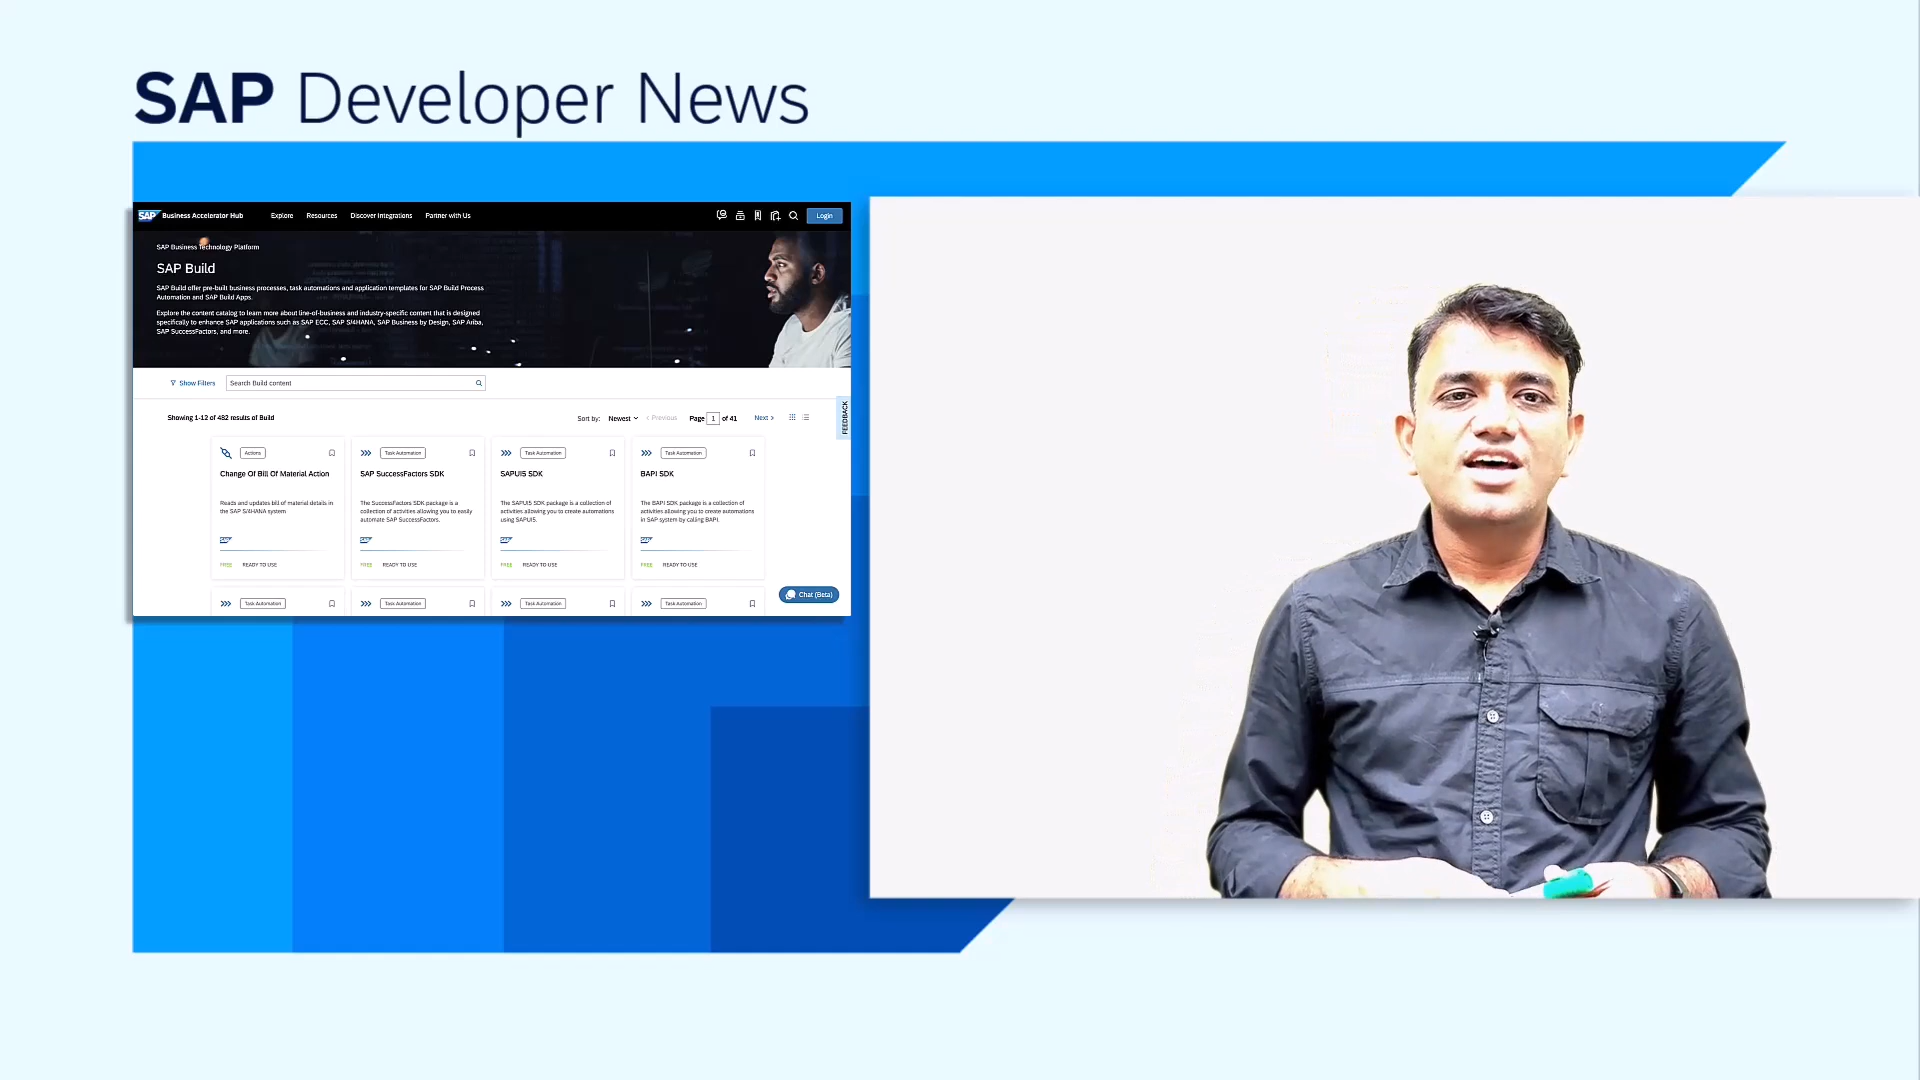 SAP Developer News
SAP Business Accelerator Hub Explore Resources Discover Integrations Partner with Us Login
SAP Business Technology Platform
SAP Build
SAP Build offer pre-built business processes, task automations and application templates for SAP Build Process
Automation and SAP Build Apps.
Explore the content catalog to learn more about line-of-business and industry-specific content that is designed
specifically to enhance SAP applications such as SAP ECC, SAP S/4HANA, SAP Business by Design, SAP Ariba,
SAP SuccessFactors, and more.
Show Filters Search Build content
FEEDBACK
Showing 1-12 of 482 results of Build Sort by: Newest Previous Page 1 of 41 Next
Actions
Change Of Bill Of Material Action
Reads and updates bill of material details in
the SAP S/4HANA system
SAP
FREE READY TO USE
Task Automation
SAP SuccessFactors SDK
The SuccessFactors SDK package is a
collection of activities allowing you to easily
automate SAP SuccessFactors.
SAP
FREE READY TO USE
Task Automation
SAPUI5 SDK
The SAPUI5 SDK package is a collection of
activities allowing you to create automations
using SAPUI5.
SAP
FREE READY TO USE
Task Automation
BAPI SDK
The BAPI SDK package is a collection of
activities allowing you to create automations
in SAP system by calling BAPI.
SAP
FREE READY TO USE
Chat (Beta)
Task Automation Task Automation Task Automation Task Automation